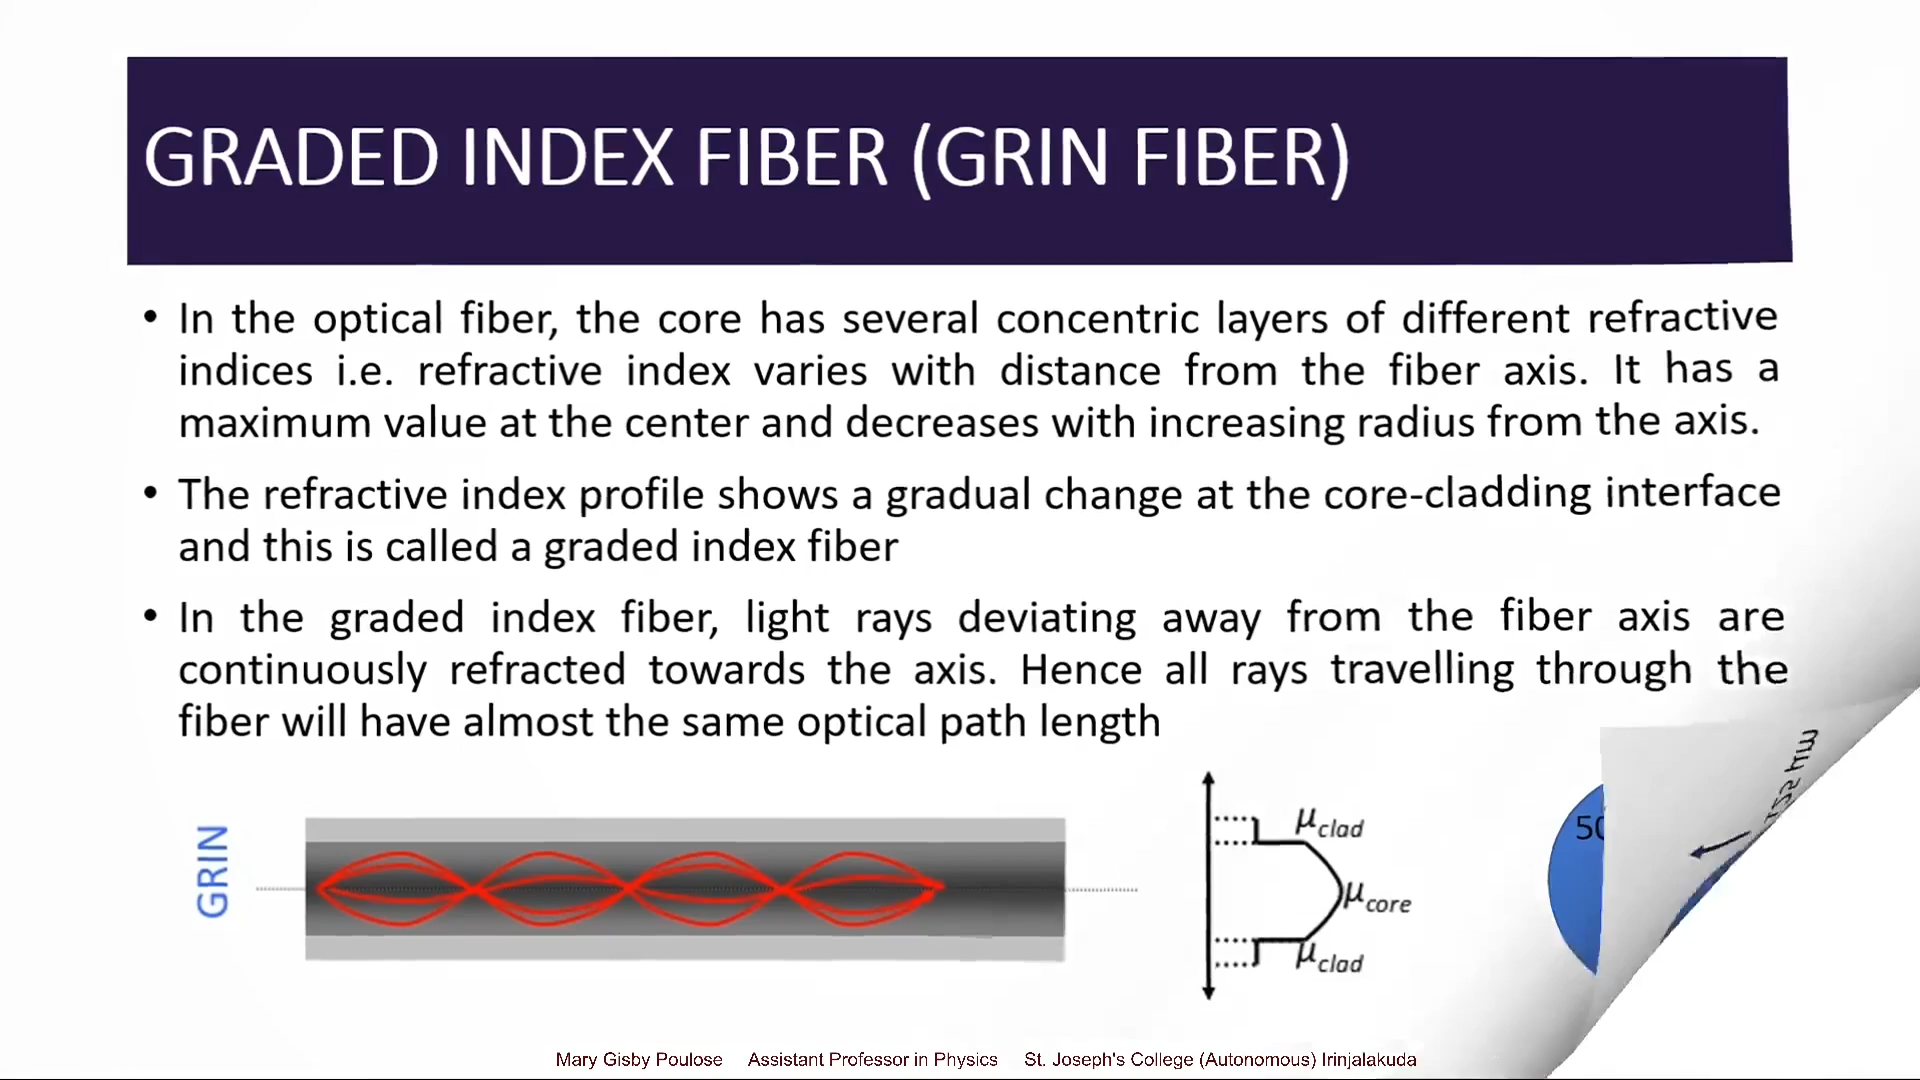 GRADED INDEX FIBER (GRIN FIBER)
• In the optical fiber, the core has several concentric layers of different refractive
indices i.e. refractive index varies with distance from the fiber axis. It has a
maximum value at the center and decreases with increasing radius from the axis.
• The refractive index profile shows a gradual change at the core-cladding interface
and this is called a graded index fiber
• In the graded index fiber, light rays deviating away from the fiber axis are
continuously refracted towards the axis. Hence all rays travelling through the
fiber will have almost the same optical path length
GRIN
μclad
μcore
μclad
50
Mary Gisby Poulose Assistant Professor in Physics St. Joseph's College (Autonomous) Irinjalakuda